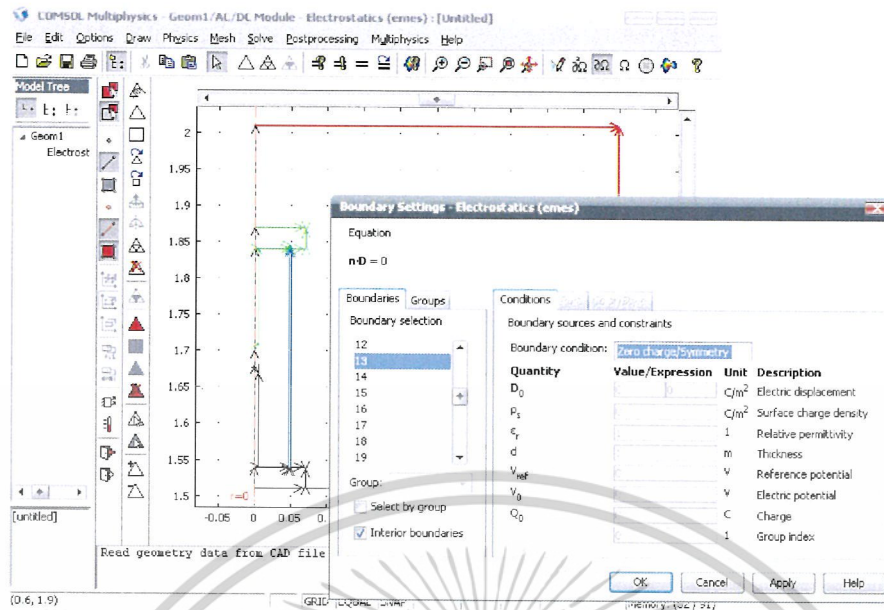 COMSOL Multiphysics - Geom1/AC/DC Module - Electrostatics (emes) : [Untitled]
File Edit Options Draw Physics Mesh Solve Postprocessing Multiphysics Help
Model Tree
Geom1
Electrost
2
1.95
1.9
1.85
1.8
1.75
1.7
1.65
1.6
1.55
1.5
r=0
-0.05 0 0.05 0.
Boundary Settings - Electrostatics (emes)
Equation
n·D = 0
Boundaries Groups
Boundary selection
12
13
14
15
16
17
18
19
Group:
Select by group
Interior boundaries
Conditions
Boundary sources and constraints
Boundary condition: Zero charge/Symmetry
Quantity Value/Expression Unit Description
D₀ C/m² Electric displacement
ρₛ C/m² Surface charge density
εᵣ 1 Relative permittivity
d m Thickness
V_ref V Reference potential
V₀ V Electric potential
Q₀ C Charge
1 Group index
OK Cancel Apply Help
[untitled]
Read geometry data from CAD file
(0.6, 1.9)
GRID EQUAL SNAP
Memory: (82 / 91)